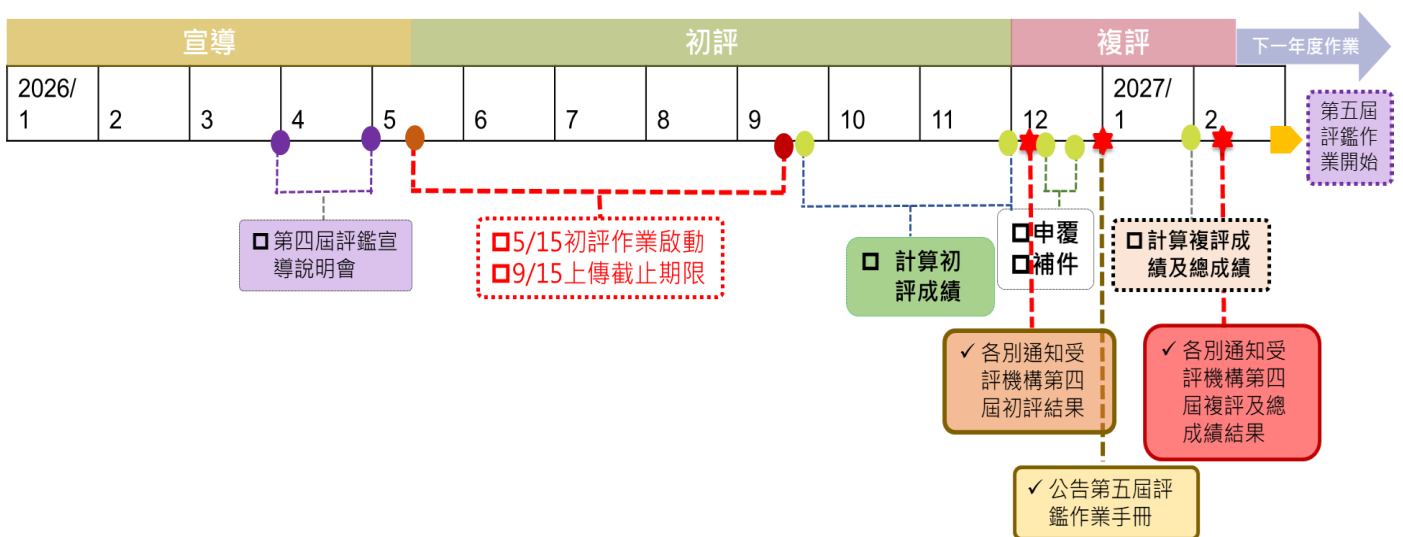 宣導
初評
複評
下一年度作業
2026/
1
2
3
4
5
6
7
8
9
10
11
12
2027/
1
2
第五屆
評鑑作
業開始
第四屆評鑑宣
導說明會
5/15初評作業啟動
9/15上傳截止期限
計算初
評成績
申覆
補件
計算複評成
績及總成績
✓ 各別通知受
評機構第四
屆初評結果
✓ 各別通知受
評機構第四
屆複評及總
成績結果
✓ 公告第五屆評
鑑作業手冊